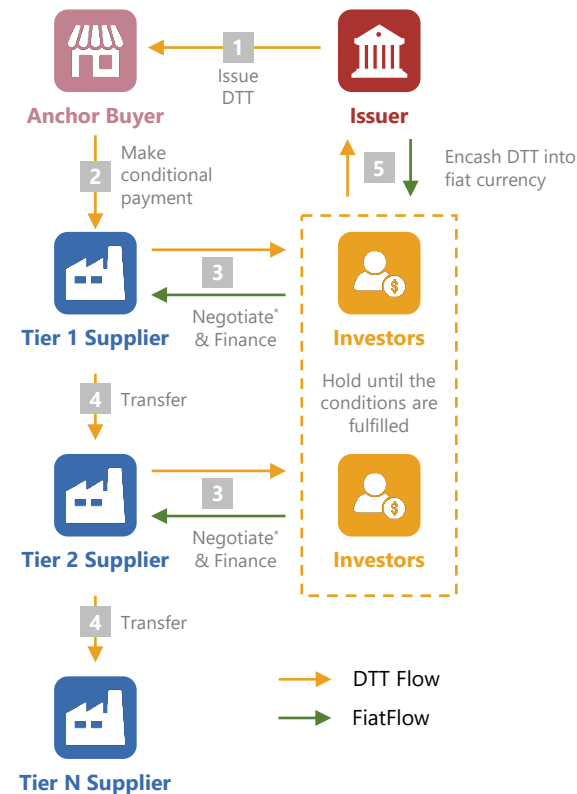 1
Issue
DTT
Anchor Buyer
Issuer
2
Make
conditional
payment
5
Encash DTT into
fiat currency
3
Tier 1 Supplier
Negotiate*
& Finance
Investors
4
Transfer
Hold until the
conditions are
fulfilled
3
Tier 2 Supplier
Negotiate*
& Finance
Investors
4
Transfer
DTT Flow
FiatFlow
Tier N Supplier